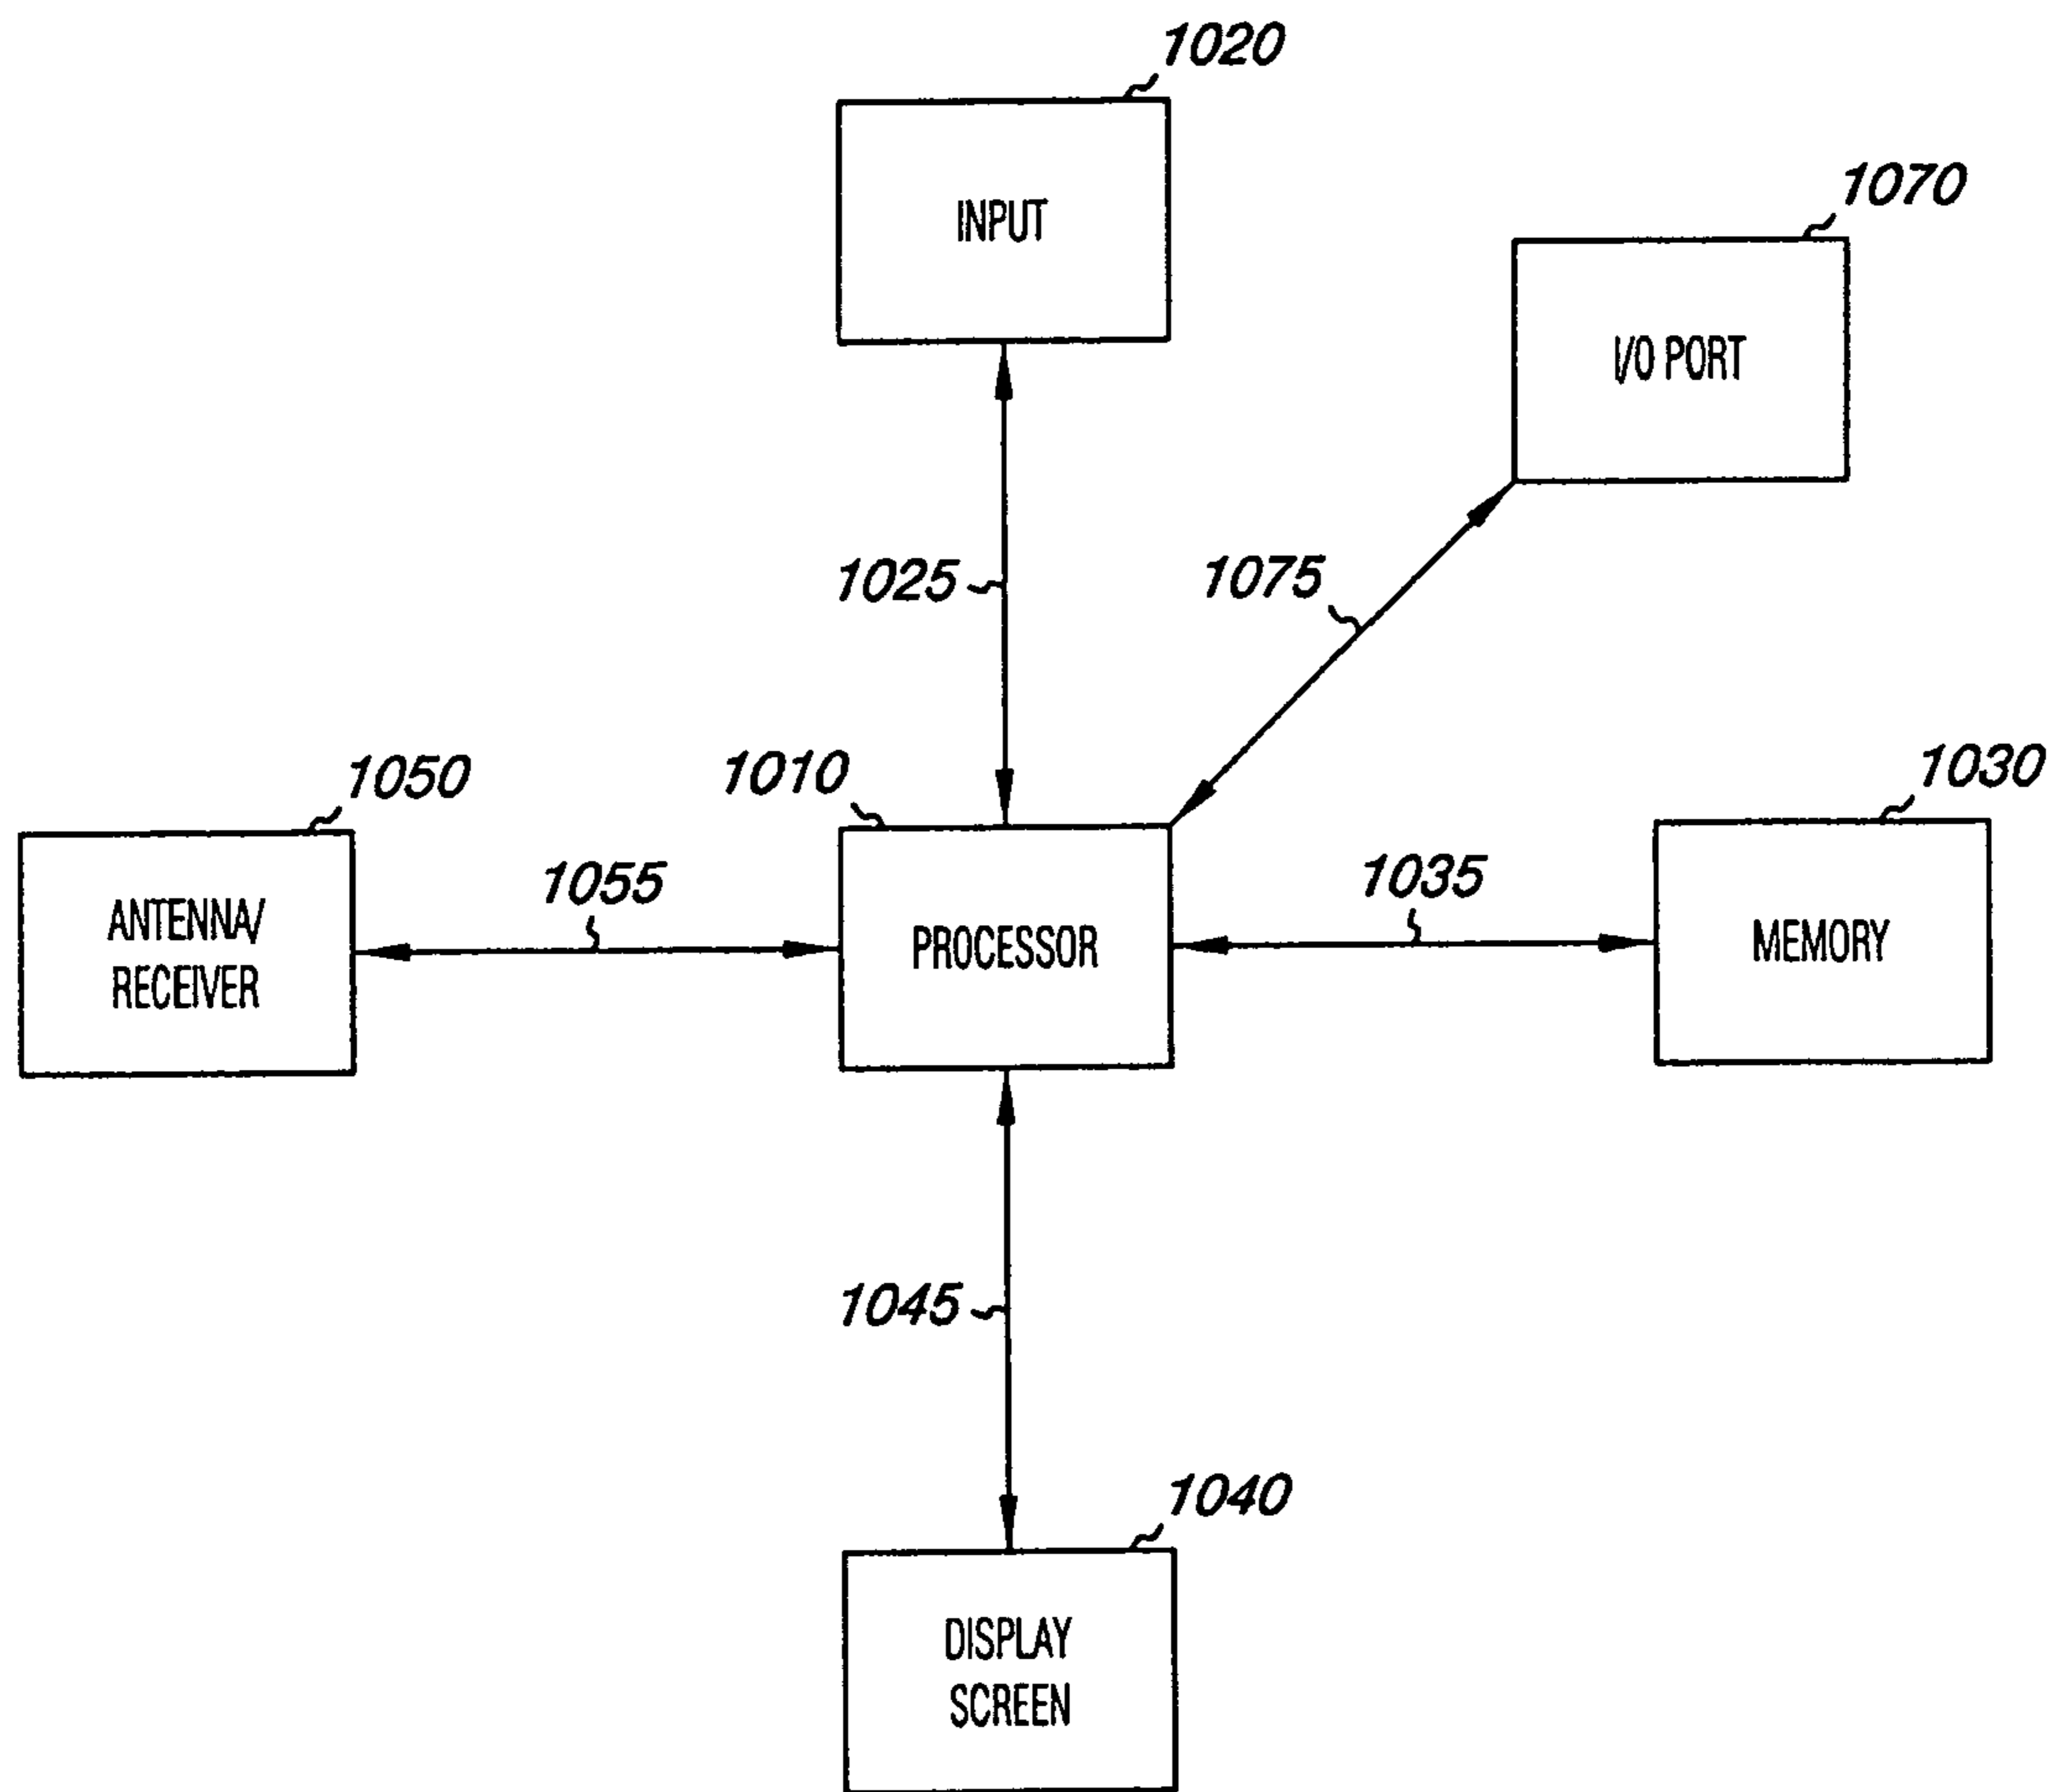 1020
INPUT
1070
I/O PORT
1025
1075
1050
1010
1030
ANTENNA/
RECEIVER
1055
PROCESSOR
1035
MEMORY
1045
1040
DISPLAY
SCREEN